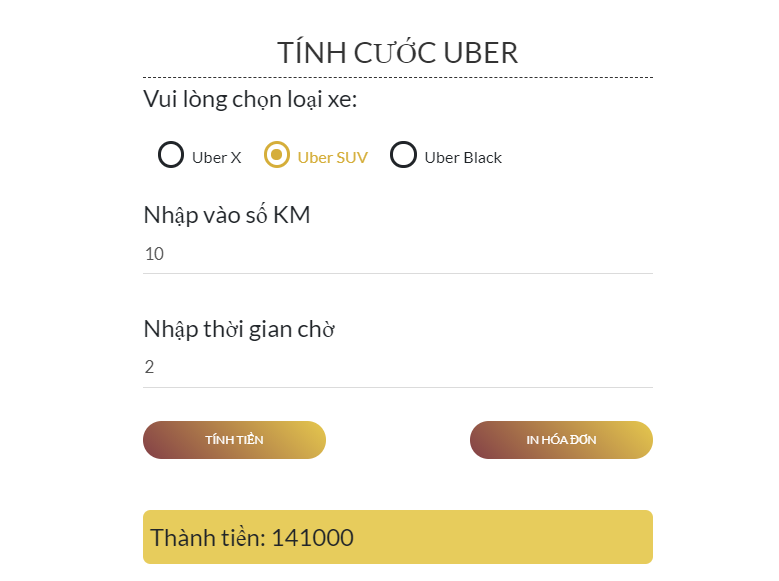 TÍNH CƯỚC UBER
Vui lòng chọn loại xe:
Uber X Uber SUV Uber Black
Nhập vào số KM
10
Nhập thời gian chờ
2
TÍNH TIỀN IN HÓA ĐƠN
Thành tiền: 141000